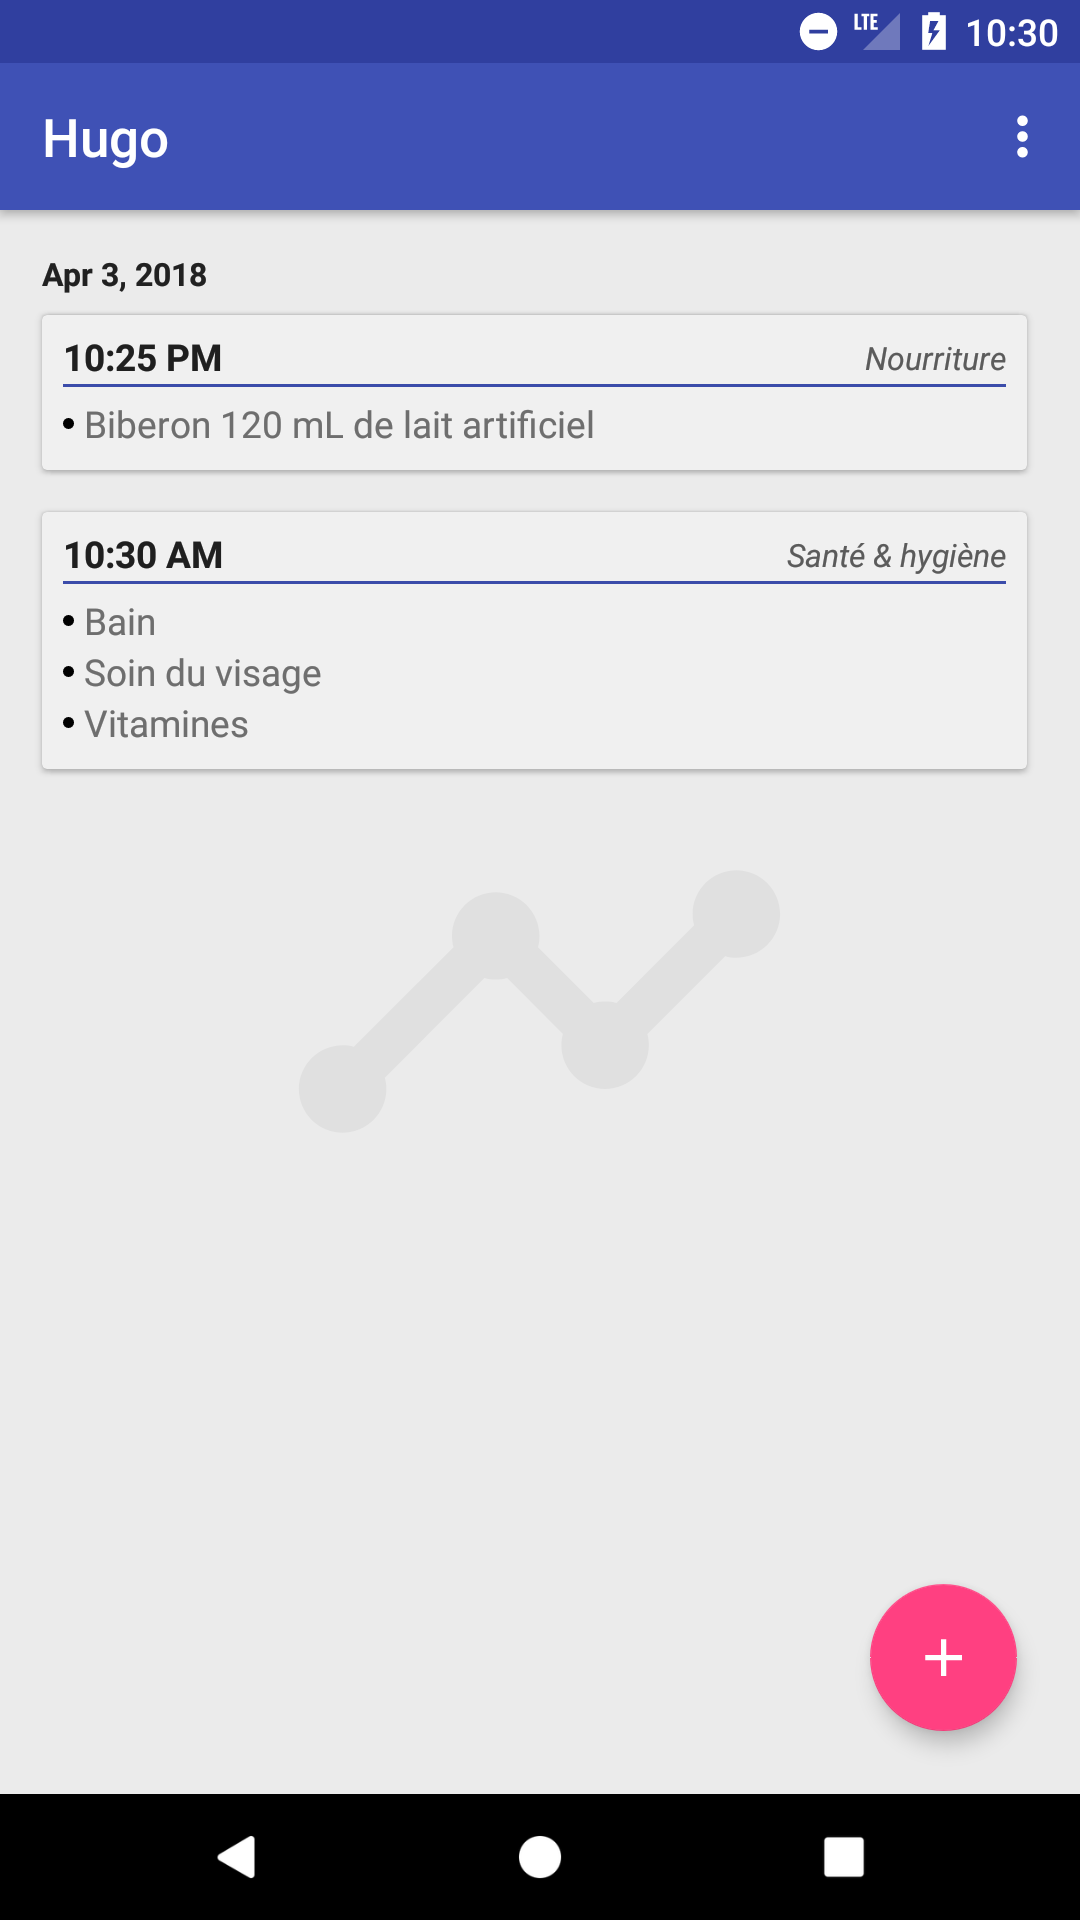 LTE 10:30
Hugo
Apr 3, 2018
10:25 PM Nourriture
• Biberon 120 mL de lait artificiel
10:30 AM Santé & hygiène
• Bain
• Soin du visage
• Vitamines